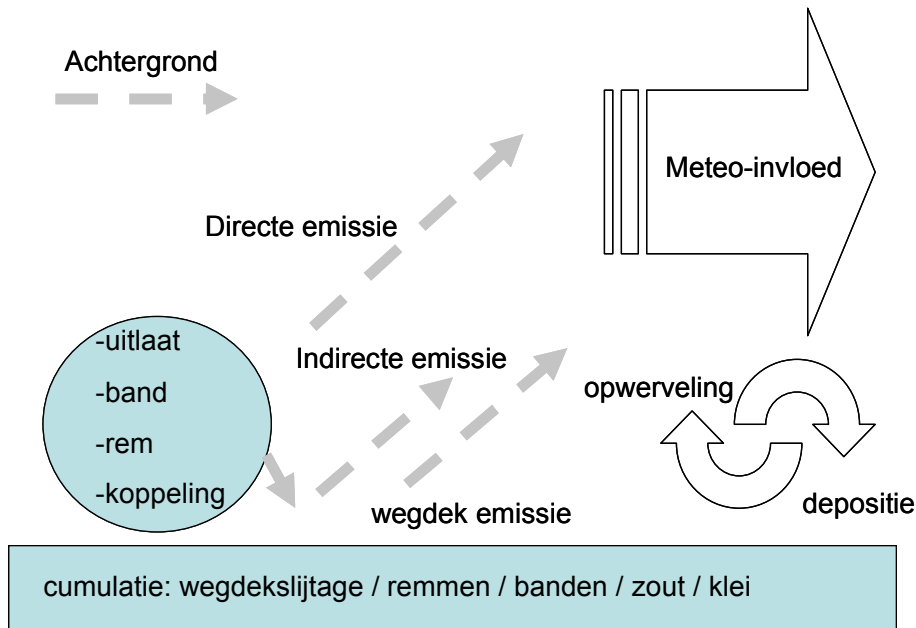 Achtergrond
Meteo-invloed
Directe emissie
-uitlaat
-band
-rem
-koppeling
Indirecte emissie
opwerveling
depositie
wegdek emissie
cumulatie: wegdekslijtage / remmen / banden / zout / klei